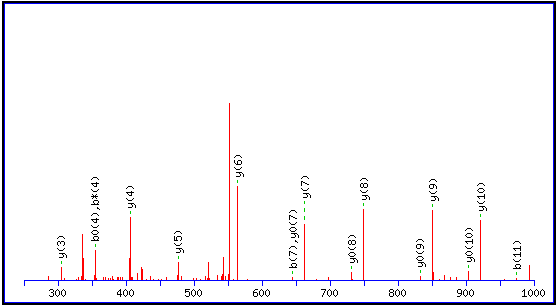 y(3)
b0(4),b*(4)
y(4)
y(5)
y(6)
b(7),y0(7)
y(7)
y0(8)
y(8)
y0(9)
y(9)
y0(10)
y(10)
b(11)
300 400 500 600 700 800 900 1000